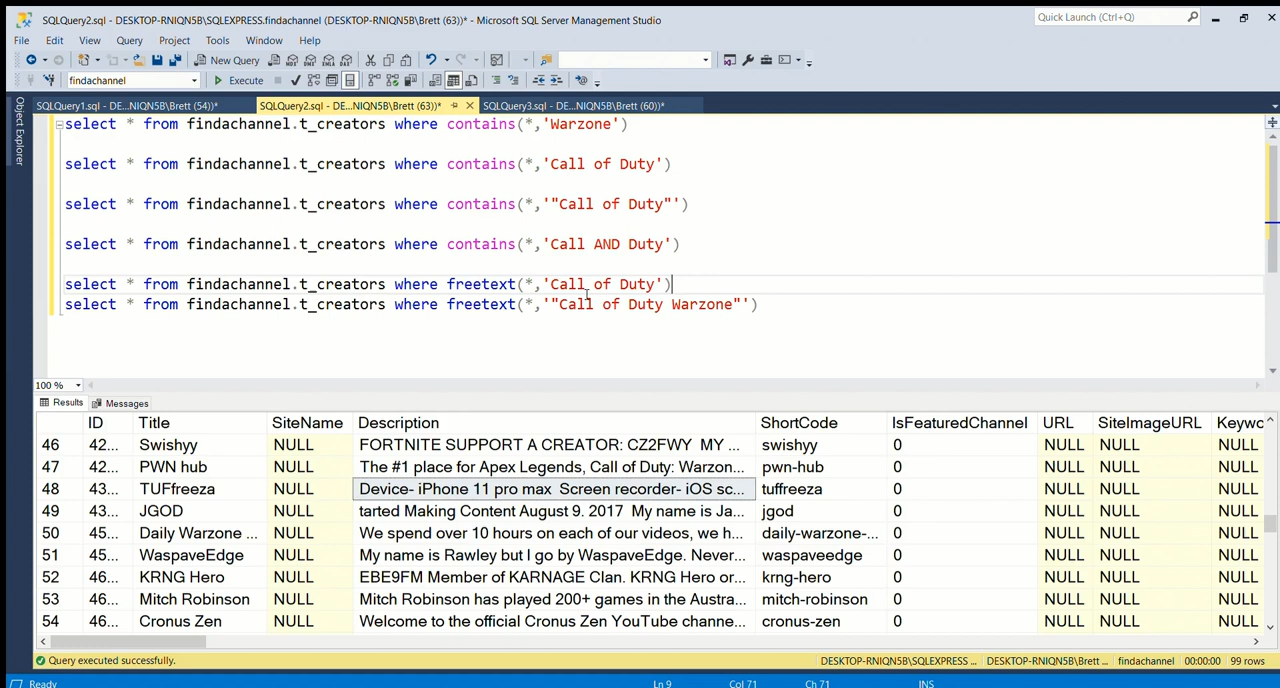 SQLQuery2.sql - DESKTOP-RNIQN5B\SQLEXPRESS.findachannel (DESKTOP-RNIQN5B\Brett (63))* - Microsoft SQL Server Management Studio
Quick Launch (Ctrl+Q)
File Edit View Query Project Tools Window Help
New Query
findachannel Execute
Object Explorer
SQLQuery1.sql - DE...NIQN5B\Brett (54))* SQLQuery2.sql - DE...NIQN5B\Brett (63))* SQLQuery3.sql - DE...NIQN5B\Brett (60))*
select * from findachannel.t_creators where contains(*,'Warzone')
select * from findachannel.t_creators where contains(*,'Call of Duty')
select * from findachannel.t_creators where contains(*,'"Call of Duty"')
select * from findachannel.t_creators where contains(*,'Call AND Duty')
select * from findachannel.t_creators where freetext(*,'Call of Duty')
select * from findachannel.t_creators where freetext(*,'"Call of Duty Warzone"')
100 %
Results Messages
ID Title SiteName Description ShortCode IsFeaturedChannel URL SiteImageURL Keywo
46 42... Swishyy NULL FORTNITE SUPPORT A CREATOR: CZ2FWY MY ... swishyy 0 NULL NULL NULL
47 42... PWN hub NULL The #1 place for Apex Legends, Call of Duty: Warzon... pwn-hub 0 NULL NULL NULL
48 43... TUFfreeza NULL Device- iPhone 11 pro max Screen recorder- iOS sc... tuffreeza 0 NULL NULL NULL
49 43... JGOD NULL tarted Making Content August 9. 2017 My name is Ja... jgod 0 NULL NULL NULL
50 45... Daily Warzone ... NULL We spend over 10 hours on each of our videos, we h... daily-warzone-... 0 NULL NULL NULL
51 45... WaspaveEdge NULL My name is Rawley but I go by WaspaveEdge. Never... waspaveedge 0 NULL NULL NULL
52 46... KRNG Hero NULL EBE9FM Member of KARNAGE Clan. KRNG Hero or... krng-hero 0 NULL NULL NULL
53 46... Mitch Robinson NULL Mitch Robinson has played 200+ games in the Austra... mitch-robinson 0 NULL NULL NULL
54 46... Cronus Zen NULL Welcome to the official Cronus Zen YouTube channe... cronus-zen 0 NULL NULL NULL
Query executed successfully. DESKTOP-RNIQN5B\SQLEXPRESS ... DESKTOP-RNIQN5B\Brett ... findachannel 00:00:00 99 rows
Ready Ln 9 Col 71 Ch 71 INS